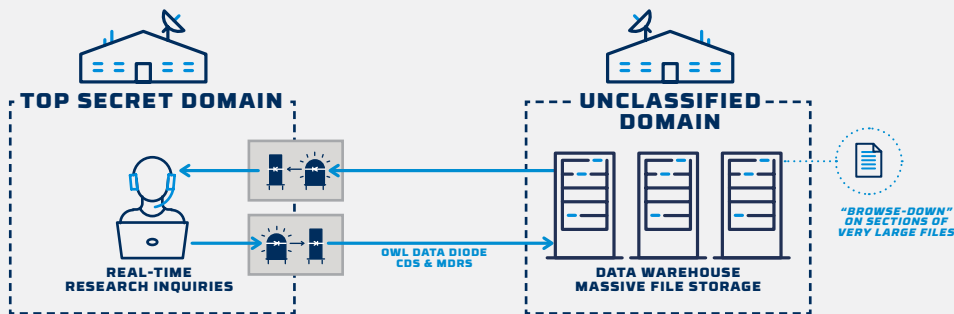 TOP SECRET DOMAIN
UNCLASSIFIED
DOMAIN
"BROWSE-DOWN"
ON SECTIONS OF
VERY LARGE FILES
OWL DATA DIODE
CDS & MDRS
REAL-TIME
RESEARCH INQUIRIES
DATA WAREHOUSE
MASSIVE FILE STORAGE